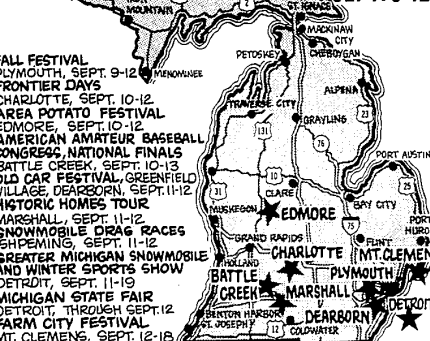 MOUNTAIN
2
ST. IGNACE
MACKINAW
CITY
CHEBOYGAN
PETOSKEY
MENOMINEE
ALPENA
TRAVERSE CITY
GRAYLING
131
23
76
PORT AUSTIN
10
CLARE
25
31
BAY CITY
MUSKEGON
EDMORE
75
PORT
HURO
GRAND RAPIDS
FLINT
CHARLOTTE
MT. CLEMEN
HOLLAND
PLYMOUTH
BATTLE
CREEK
MARSHALL
DETROIT
BENTON HARBOR
ST. JOSEPH
DEARBORN
12
COLDWATER
FALL FESTIVAL
PLYMOUTH, SEPT. 9-12
FRONTIER DAYS
CHARLOTTE, SEPT. 10-12
AREA POTATO FESTIVAL
EDMORE, SEPT. 10-12
AMERICAN AMATEUR BASEBALL
CONGRESS, NATIONAL FINALS
BATTLE CREEK, SEPT. 10-13
OLD CAR FESTIVAL, GREENFIELD
VILLAGE, DEARBORN, SEPT. 11-12
HISTORIC HOMES TOUR
MARSHALL, SEPT. 11-12
SNOWMOBILE DRAG RACES
ISHPEMING, SEPT. 11-12
GREATER MICHIGAN SNOWMOBILE
AND WINTER SPORTS SHOW
DETROIT, SEPT. 11-19
MICHIGAN STATE FAIR
DETROIT, THROUGH SEPT. 12
FARM CITY FESTIVAL
MT. CLEMENS, SEPT. 12-18